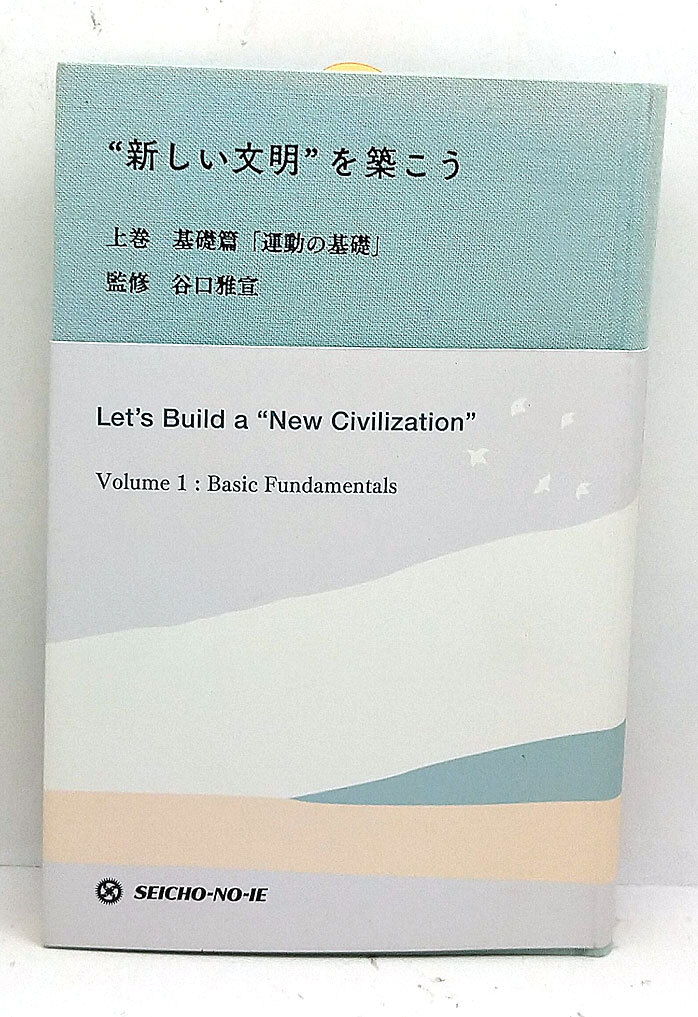 “新しい文明”を築こう
上巻　基礎篇「運動の基礎」
監修　谷口雅宣
Let's Build a “New Civilization”
Volume 1 : Basic Fundamentals
SEICHO-NO-IE